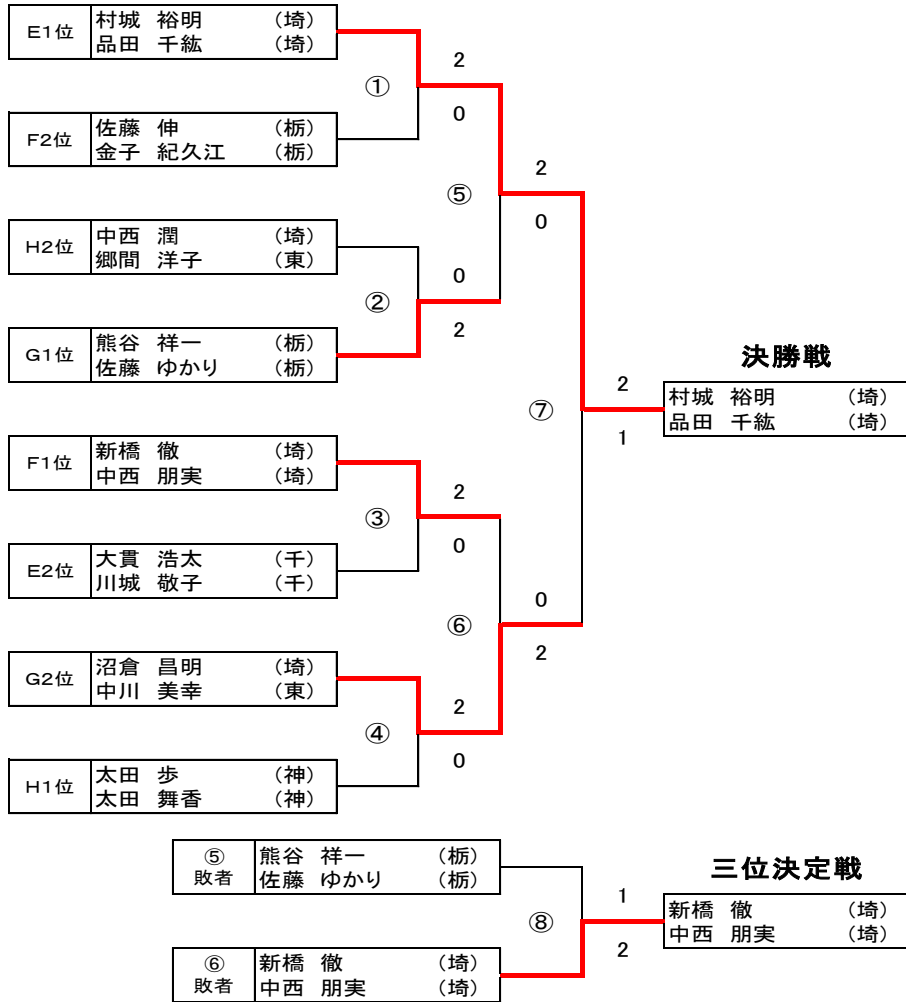 E1位 村城 裕明 (埼)
品田 千紘 (埼)
2
①
0
F2位 佐藤 伸 (栃)
金子 紀久江 (栃)
2
⑤
0
H2位 中西 潤 (埼)
郷間 洋子 (東)
0
②
2
G1位 熊谷 祥一 (栃)
佐藤 ゆかり (栃)
決勝戦
2
⑦
村城 裕明 (埼)
品田 千紘 (埼)
1
F1位 新橋 徹 (埼)
中西 朋実 (埼)
2
③
0
E2位 大貫 浩太 (千)
川城 敬子 (千)
0
⑥
2
G2位 沼倉 昌明 (埼)
中川 美幸 (東)
2
④
0
H1位 太田 歩 (神)
太田 舞香 (神)
⑤敗者 熊谷 祥一 (栃)
佐藤 ゆかり (栃)
三位決定戦
1
⑧
新橋 徹 (埼)
中西 朋実 (埼)
2
⑥敗者 新橋 徹 (埼)
中西 朋実 (埼)